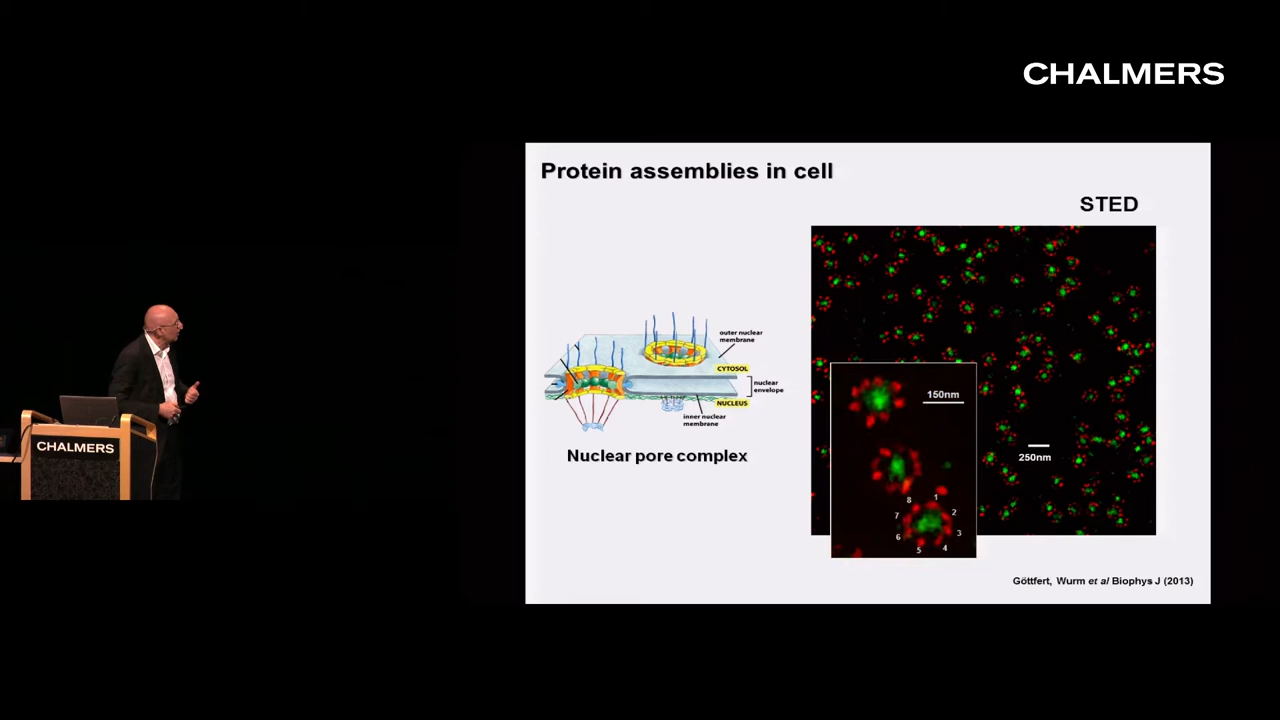 CHALMERS
Protein assemblies in cell
STED
outer nuclear
membrane
CYTOSOL
nuclear
envelope
NUCLEUS
inner nuclear
membrane
Nuclear pore complex
150nm
250nm
8
1
7
2
6
3
5
4
Göttfert, Wurm et al Biophys J (2013)
CHALMERS